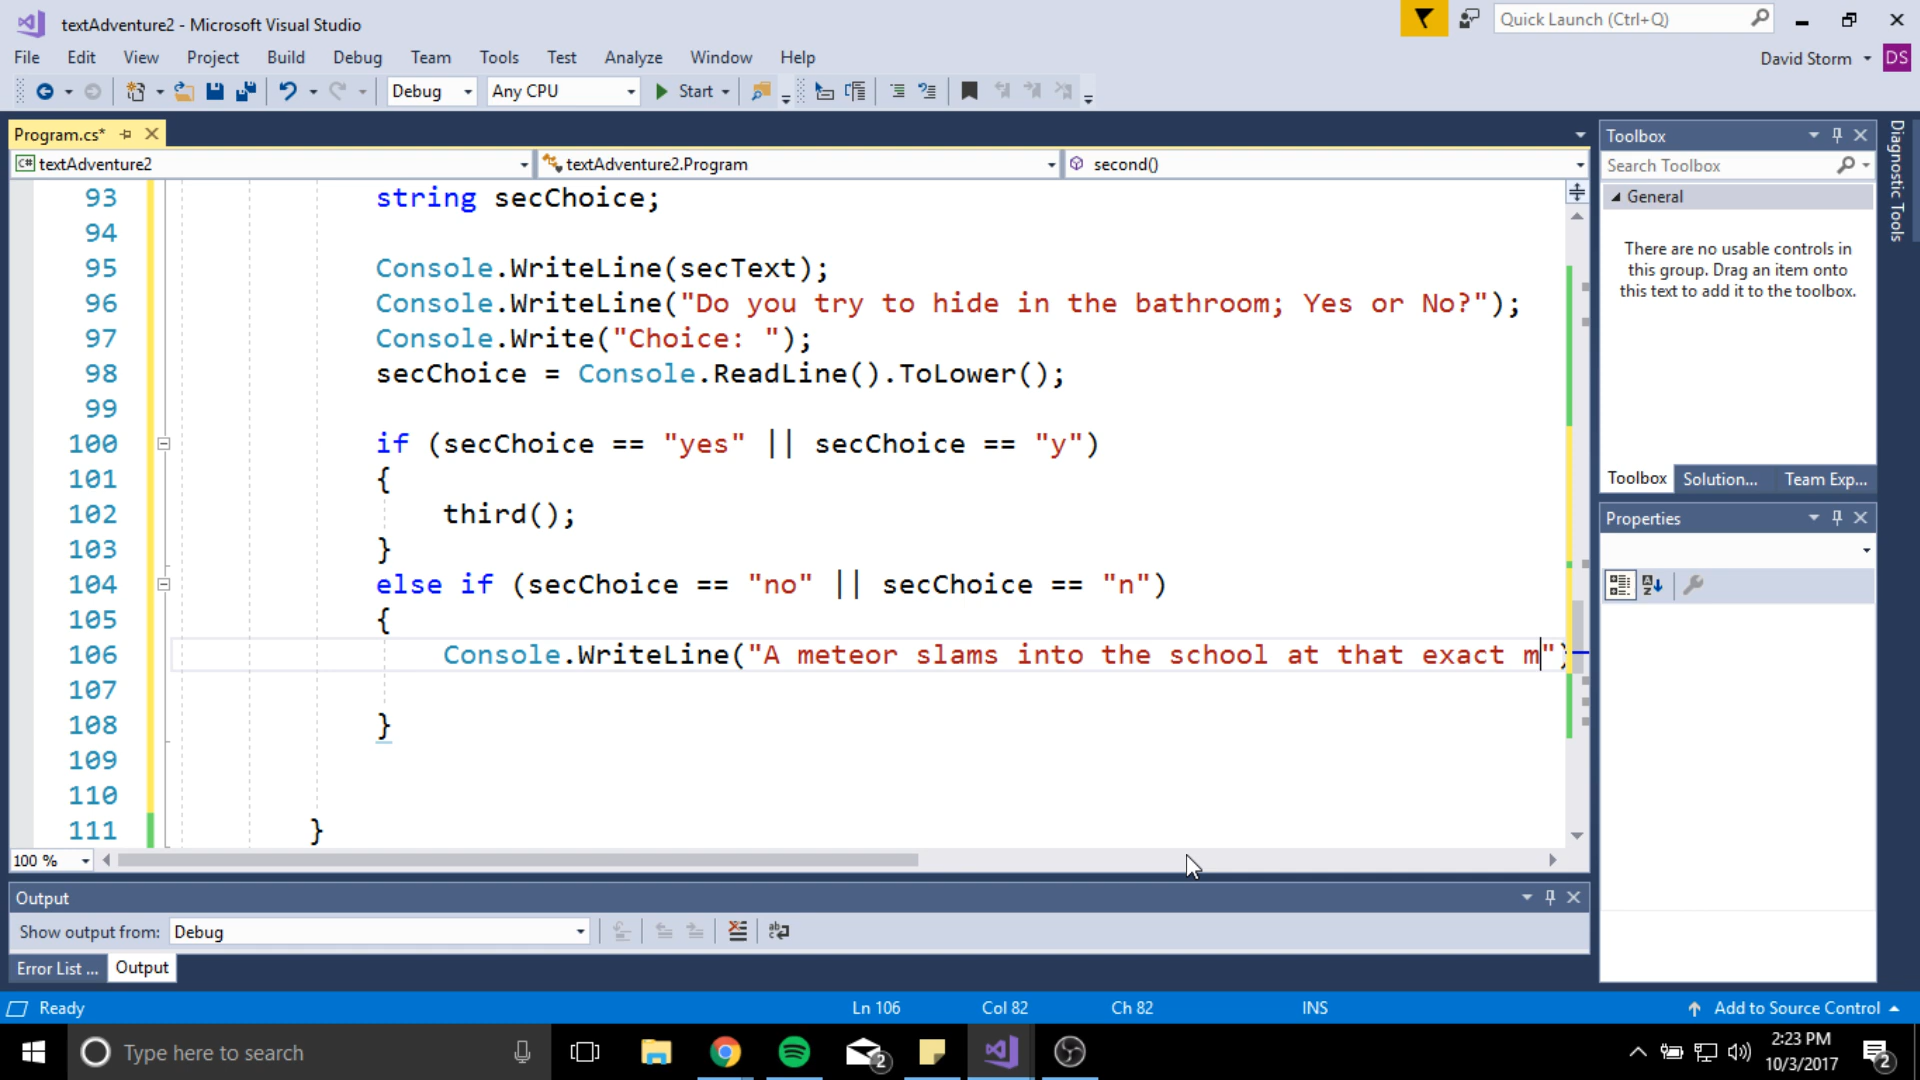 textAdventure2 - Microsoft Visual Studio
Quick Launch (Ctrl+Q)
File Edit View Project Build Debug Team Tools Test Analyze Window Help
David Storm DS
Debug Any CPU Start
Program.cs*
textAdventure2 textAdventure2.Program second()
93 string secChoice;
94
95 Console.WriteLine(secText);
96 Console.WriteLine("Do you try to hide in the bathroom; Yes or No?");
97 Console.Write("Choice: ");
98 secChoice = Console.ReadLine().ToLower();
99
100 if (secChoice == "yes" || secChoice == "y")
101 {
102 third();
103 }
104 else if (secChoice == "no" || secChoice == "n")
105 {
106 Console.WriteLine("A meteor slams into the school at that exact m")
107
108 }
109
110
111 }
100 %
Toolbox
Search Toolbox
General
There are no usable controls in
this group. Drag an item onto
this text to add it to the toolbox.
Toolbox Solution... Team Exp...
Properties
Diagnostic Tools
Output
Show output from: Debug
Error List ... Output
Ready Ln 106 Col 82 Ch 82 INS Add to Source Control
Type here to search
2
2:23 PM
10/3/2017
2